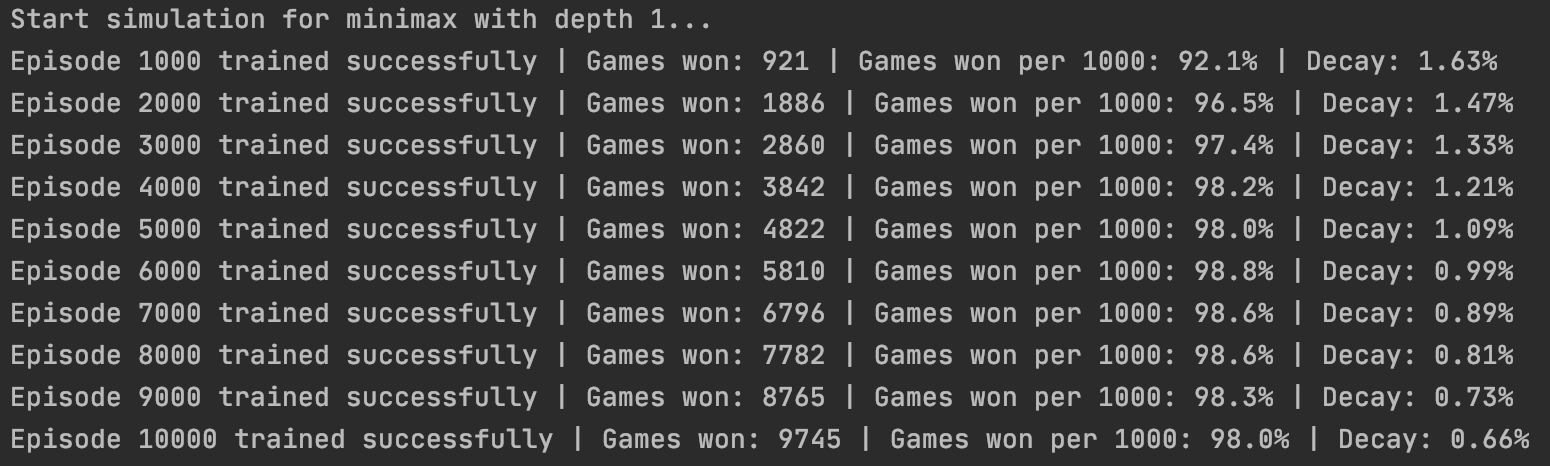 Start simulation for minimax with depth 1...
Episode 1000 trained successfully | Games won: 921 | Games won per 1000: 92.1% | Decay: 1.63%
Episode 2000 trained successfully | Games won: 1886 | Games won per 1000: 96.5% | Decay: 1.47%
Episode 3000 trained successfully | Games won: 2860 | Games won per 1000: 97.4% | Decay: 1.33%
Episode 4000 trained successfully | Games won: 3842 | Games won per 1000: 98.2% | Decay: 1.21%
Episode 5000 trained successfully | Games won: 4822 | Games won per 1000: 98.0% | Decay: 1.09%
Episode 6000 trained successfully | Games won: 5810 | Games won per 1000: 98.8% | Decay: 0.99%
Episode 7000 trained successfully | Games won: 6796 | Games won per 1000: 98.6% | Decay: 0.89%
Episode 8000 trained successfully | Games won: 7782 | Games won per 1000: 98.6% | Decay: 0.81%
Episode 9000 trained successfully | Games won: 8765 | Games won per 1000: 98.3% | Decay: 0.73%
Episode 10000 trained successfully | Games won: 9745 | Games won per 1000: 98.0% | Decay: 0.66%